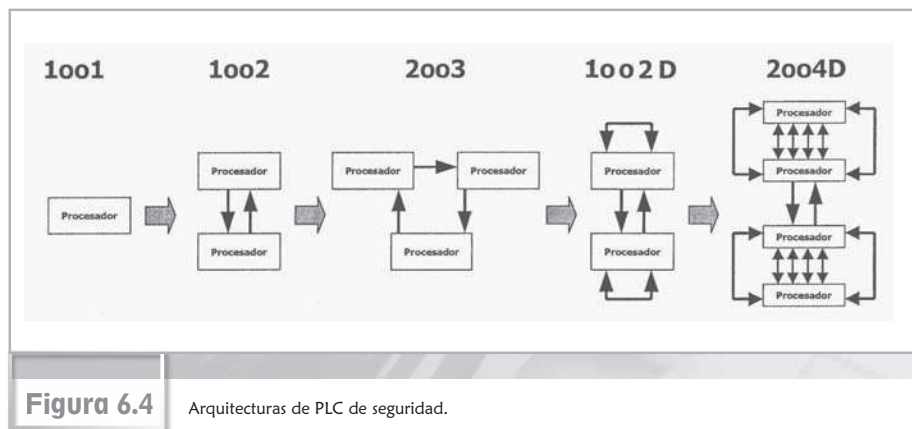 1oo1
1oo2
2oo3
1oo2D
2oo4D
Procesador
Procesador
Procesador
Procesador
Procesador
Procesador
Procesador
Procesador
Procesador
Procesador
Procesador
Procesador
Figura 6.4
Arquitecturas de PLC de seguridad.